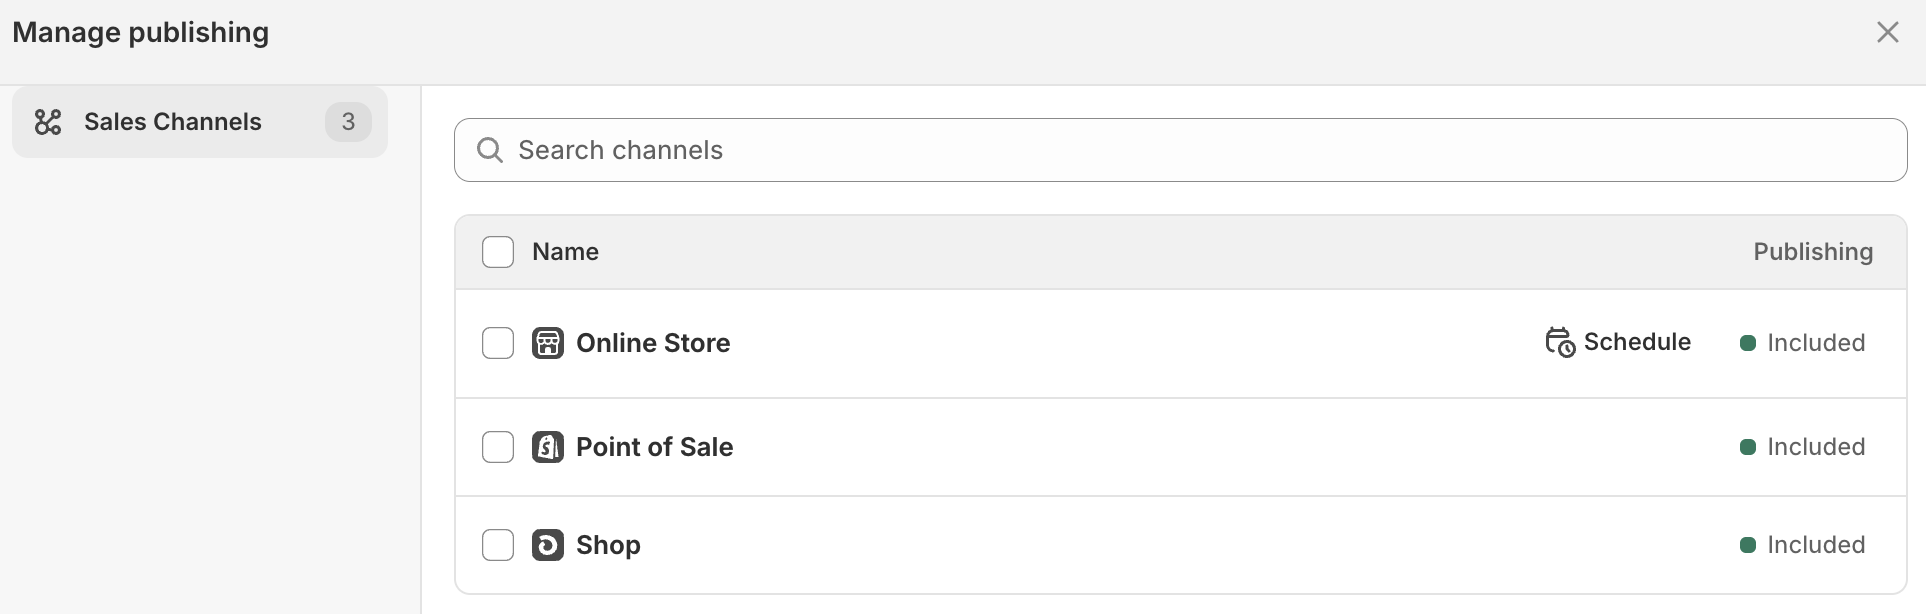 Manage publishing
Sales Channels 3
Search channels
Name Publishing
Online Store Schedule Included
Point of Sale Included
Shop Included